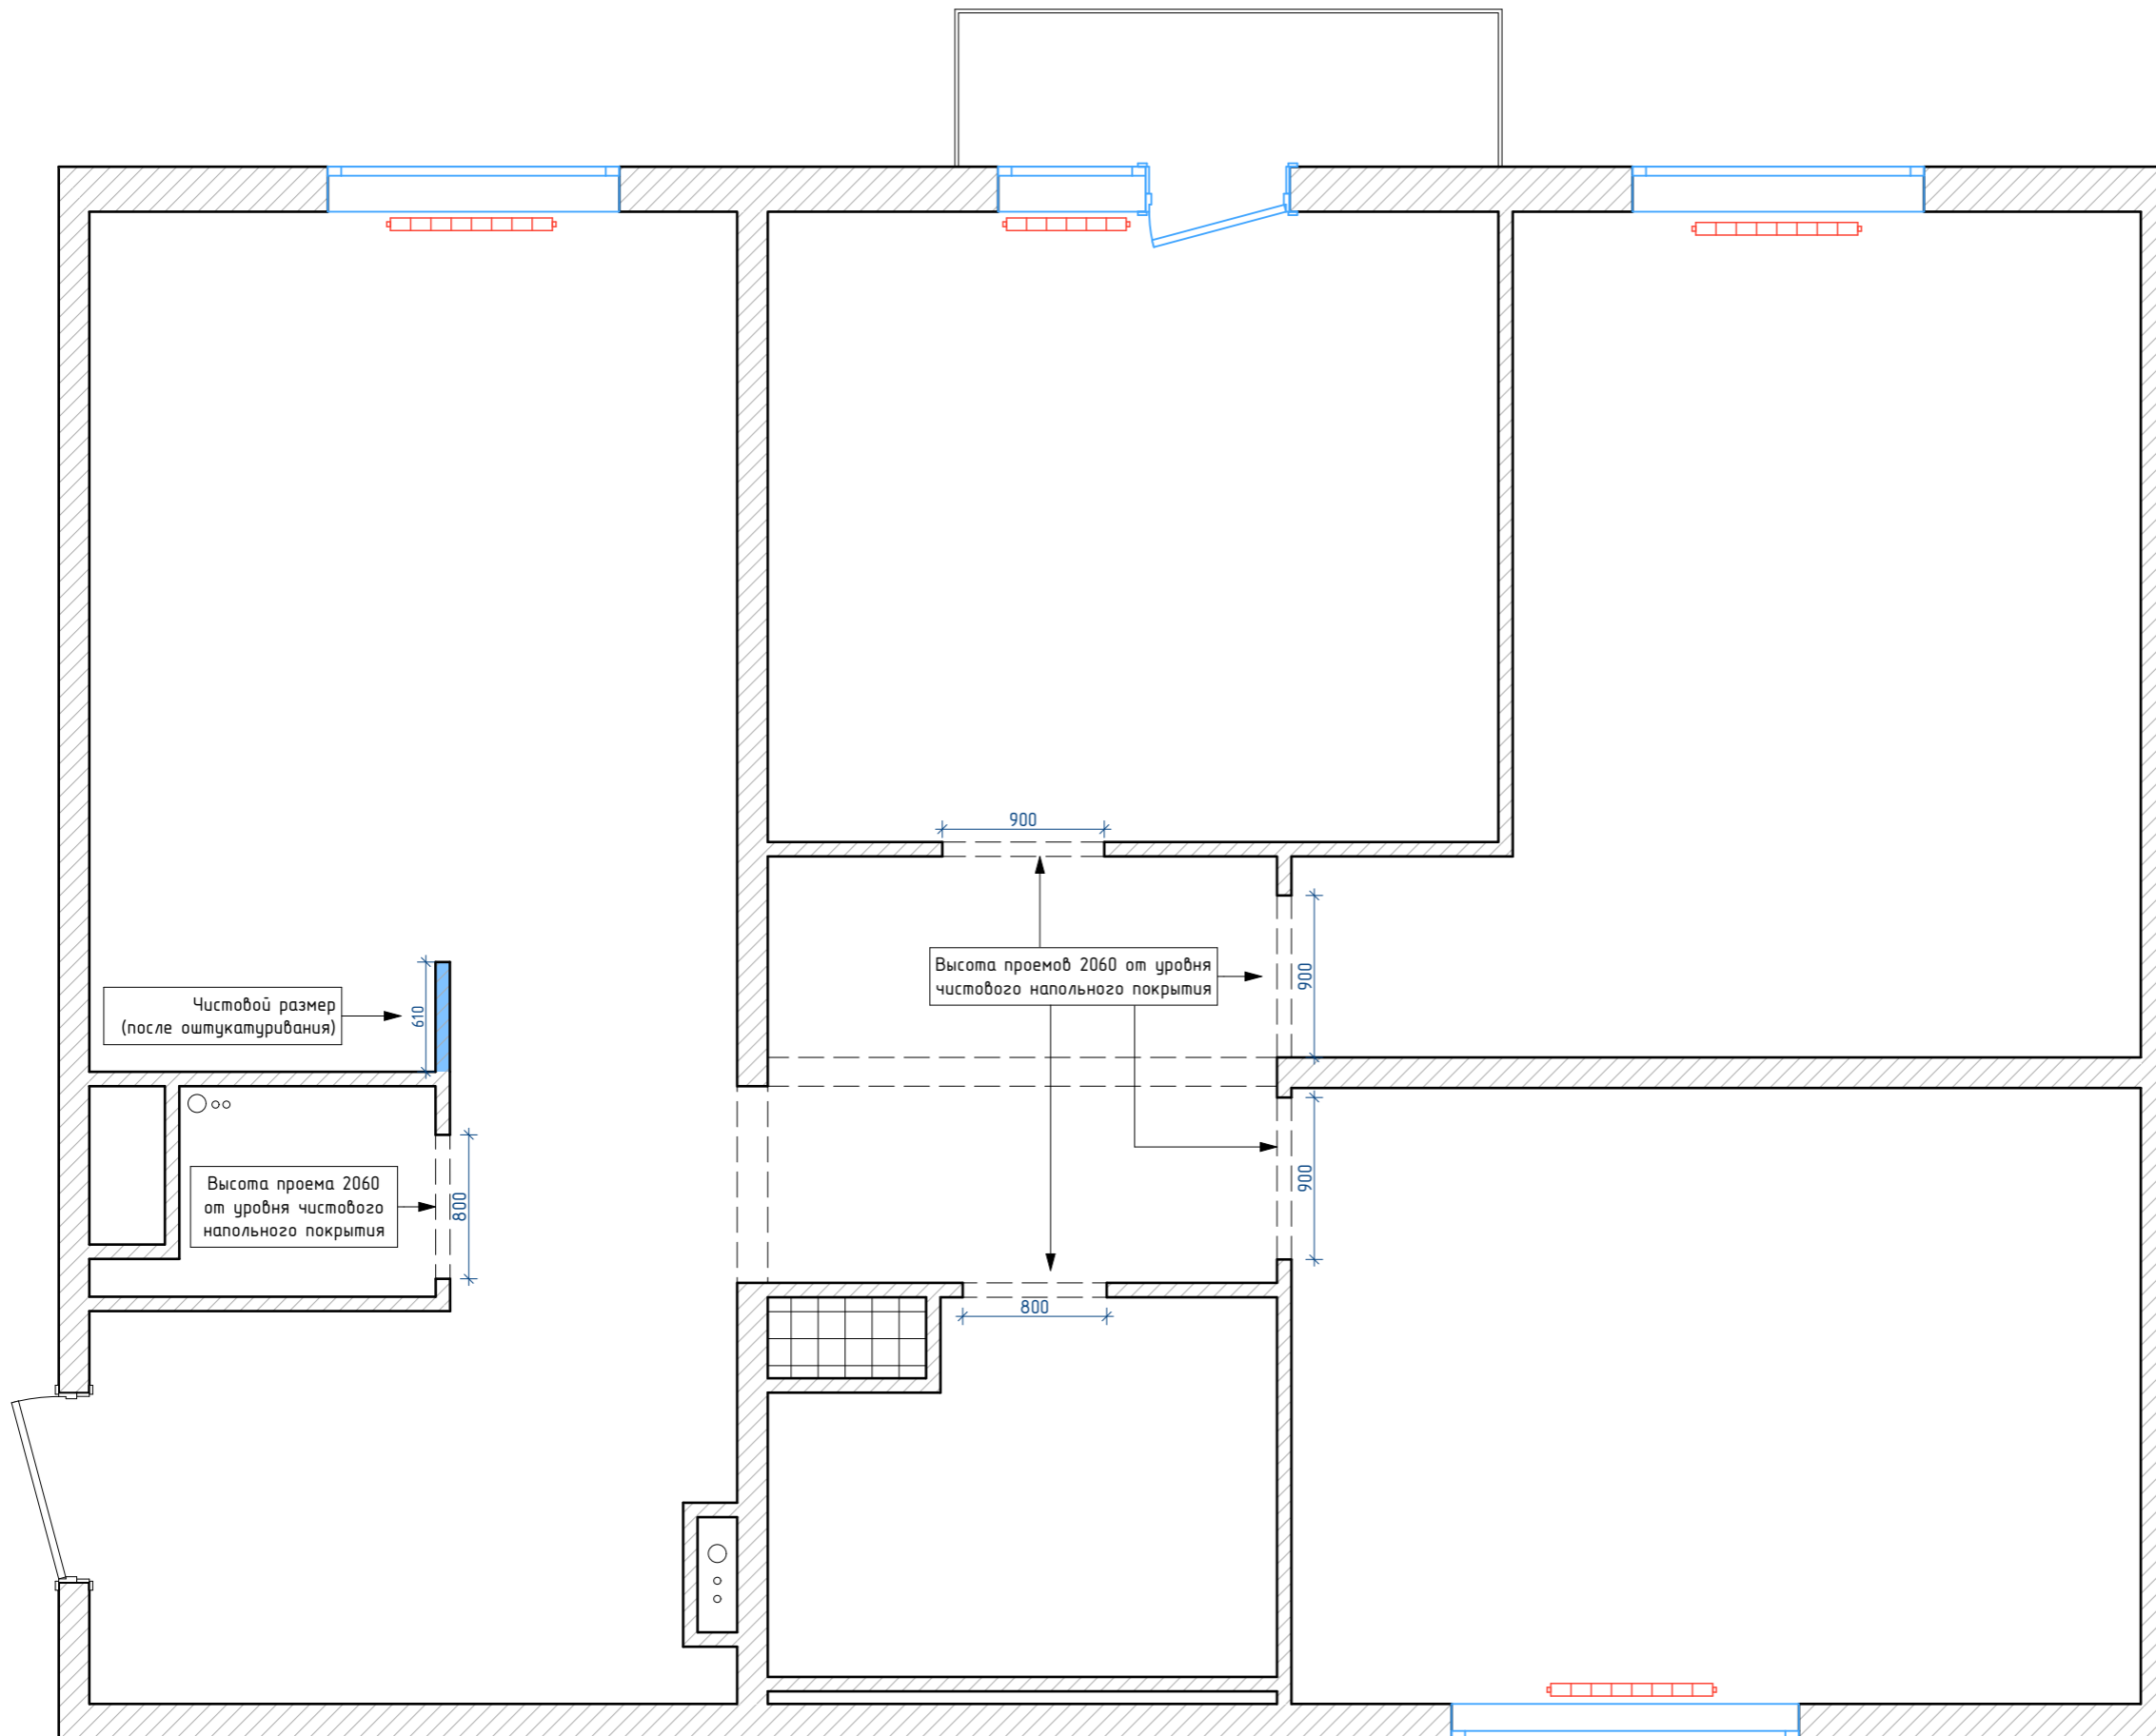 900
Высота проемов 2060 от уровня
чистового напольного покрытия
900
Чистовой размер
(после оштукатуривания)
610
Высота проема 2060
от уровня чистового
напольного покрытия
800
900
800